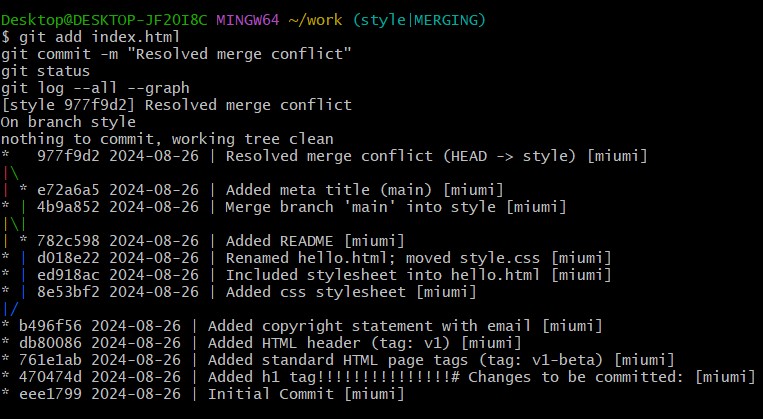 Desktop@DESKTOP-JF2OI8C MINGW64 ~/work (style|MERGING)
$ git add index.html
git commit -m "Resolved merge conflict"
git status
git log --all --graph
[style 977f9d2] Resolved merge conflict
On branch style
nothing to commit, working tree clean
*   977f9d2 2024-08-26 | Resolved merge conflict (HEAD -> style) [miumi]
|\
| * e72a6a5 2024-08-26 | Added meta title (main) [miumi]
* | 4b9a852 2024-08-26 | Merge branch 'main' into style [miumi]
|\|
| * 782c598 2024-08-26 | Added README [miumi]
* | d018e22 2024-08-26 | Renamed hello.html; moved style.css [miumi]
* | ed918ac 2024-08-26 | Included stylesheet into hello.html [miumi]
* | 8e53bf2 2024-08-26 | Added css stylesheet [miumi]
|/
* b496f56 2024-08-26 | Added copyright statement with email [miumi]
* db80086 2024-08-26 | Added HTML header (tag: v1) [miumi]
* 761e1ab 2024-08-26 | Added standard HTML page tags (tag: v1-beta) [miumi]
* 470474d 2024-08-26 | Added h1 tag!!!!!!!!!!!!!!!# Changes to be committed: [miumi]
* eee1799 2024-08-26 | Initial Commit [miumi]